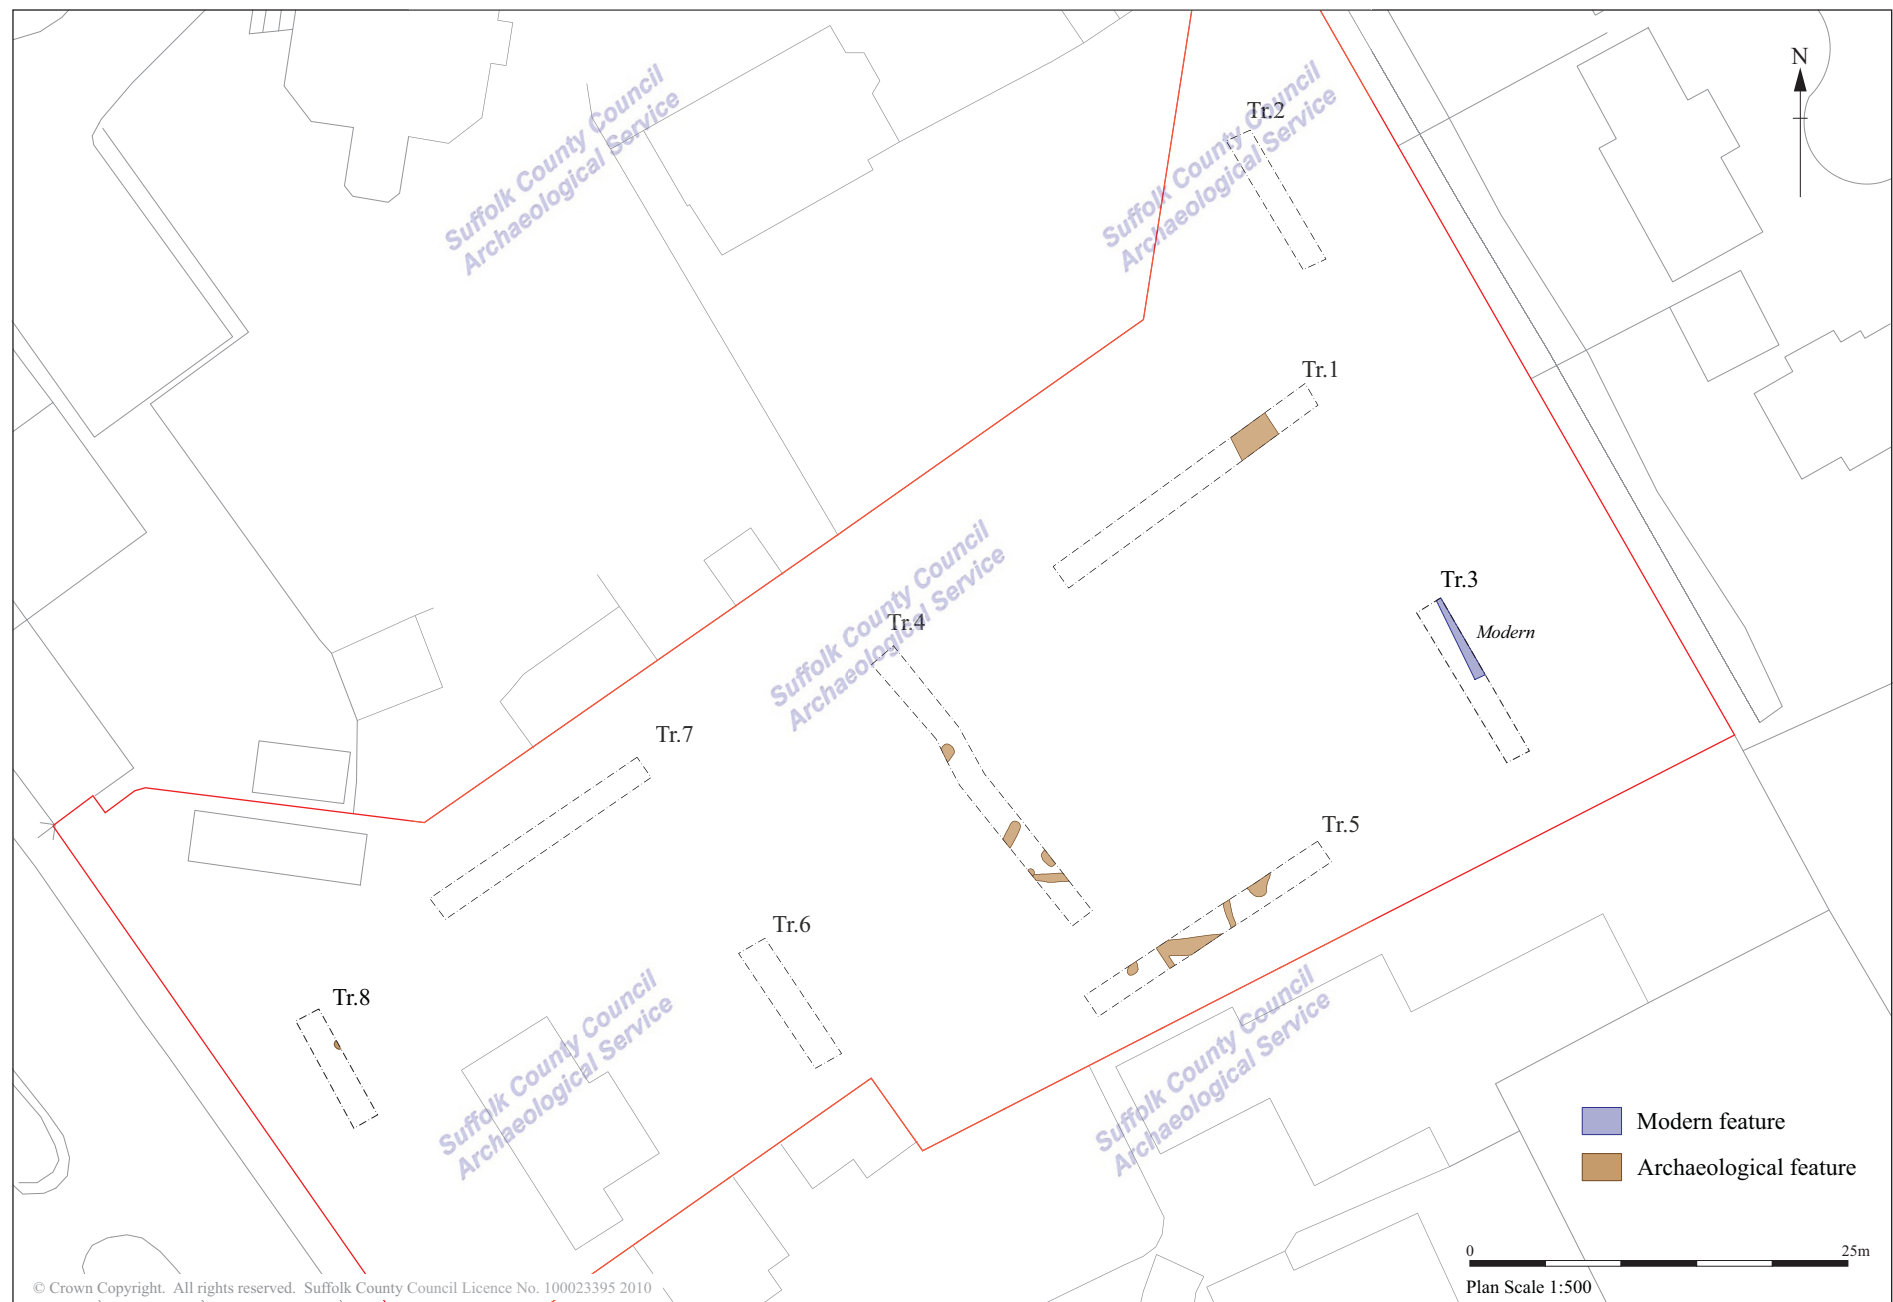 Suffolk County Council
Archaeological Service
Suffolk County Council
Archaeological Service
N
Tr.2
Tr.1
Suffolk County Council
Archaeological Service
Tr.3
Modern
Tr.4
Tr.7
Tr.5
Tr.6
Tr.8
Suffolk County Council
Archaeological Service
Suffolk County Council
Archaeological Service
Modern feature
Archaeological feature
0 25m
Plan Scale 1:500
© Crown Copyright. All rights reserved. Suffolk County Council Licence No. 100023395 2010